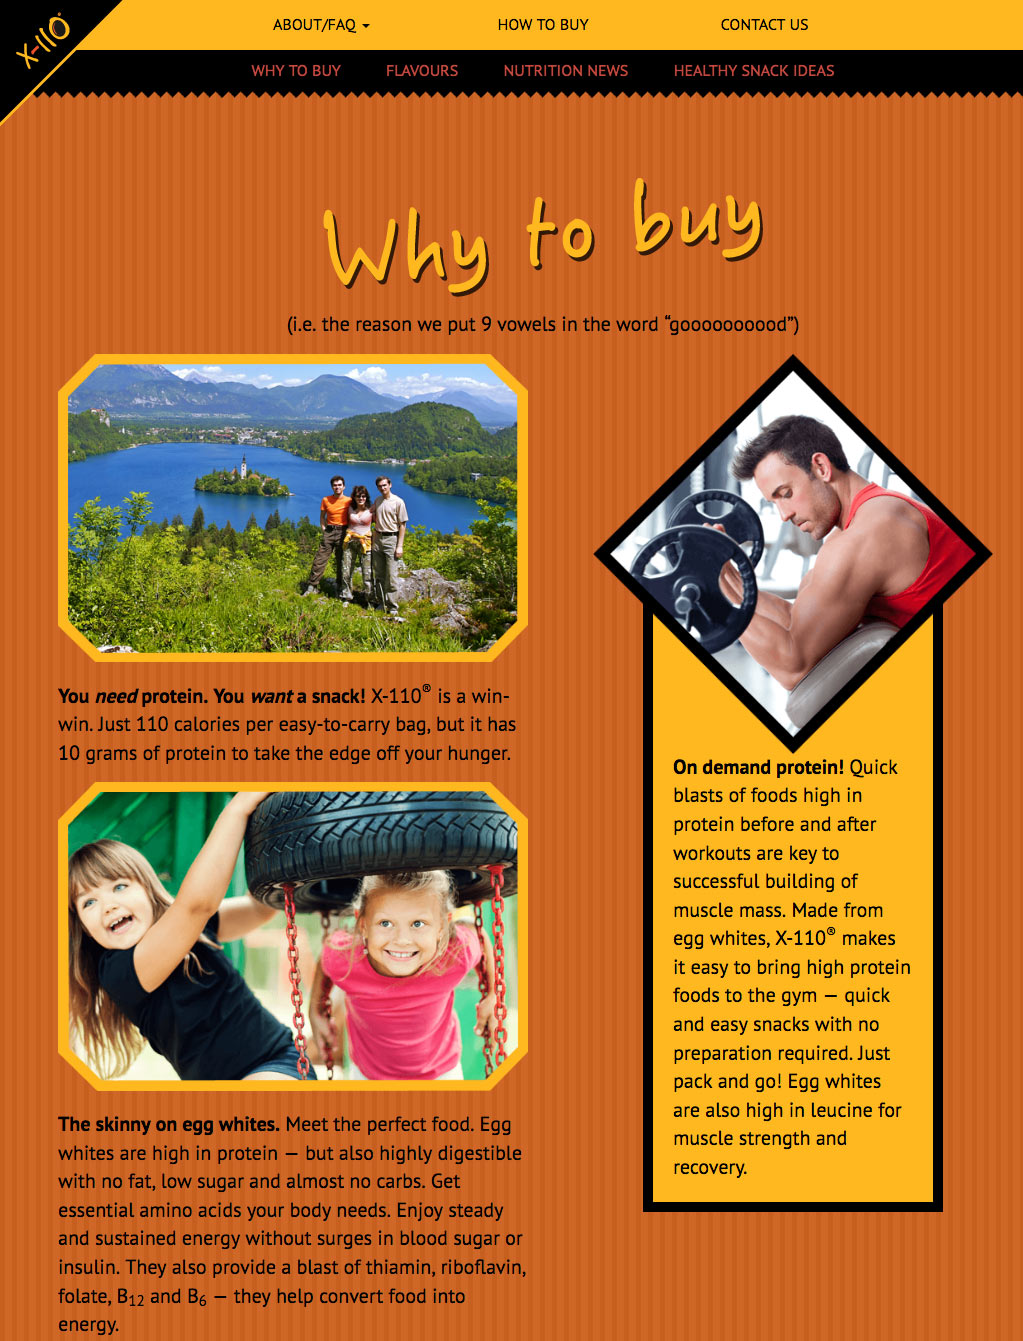 X-110
ABOUT/FAQ HOW TO BUY CONTACT US
WHY TO BUY FLAVOURS NUTRITION NEWS HEALTHY SNACK IDEAS
Why to buy
(i.e. the reason we put 9 vowels in the word “goooooooood”)
You need protein. You want a snack! X-110® is a win-
win. Just 110 calories per easy-to-carry bag, but it has
10 grams of protein to take the edge off your hunger.
The skinny on egg whites. Meet the perfect food. Egg
whites are high in protein — but also highly digestible
with no fat, low sugar and almost no carbs. Get
essential amino acids your body needs. Enjoy steady
and sustained energy without surges in blood sugar or
insulin. They also provide a blast of thiamin, riboflavin,
folate, B12 and B6 — they help convert food into
energy.
On demand protein! Quick
blasts of foods high in
protein before and after
workouts are key to
successful building of
muscle mass. Made from
egg whites, X-110® makes
it easy to bring high protein
foods to the gym — quick
and easy snacks with no
preparation required. Just
pack and go! Egg whites
are also high in leucine for
muscle strength and
recovery.